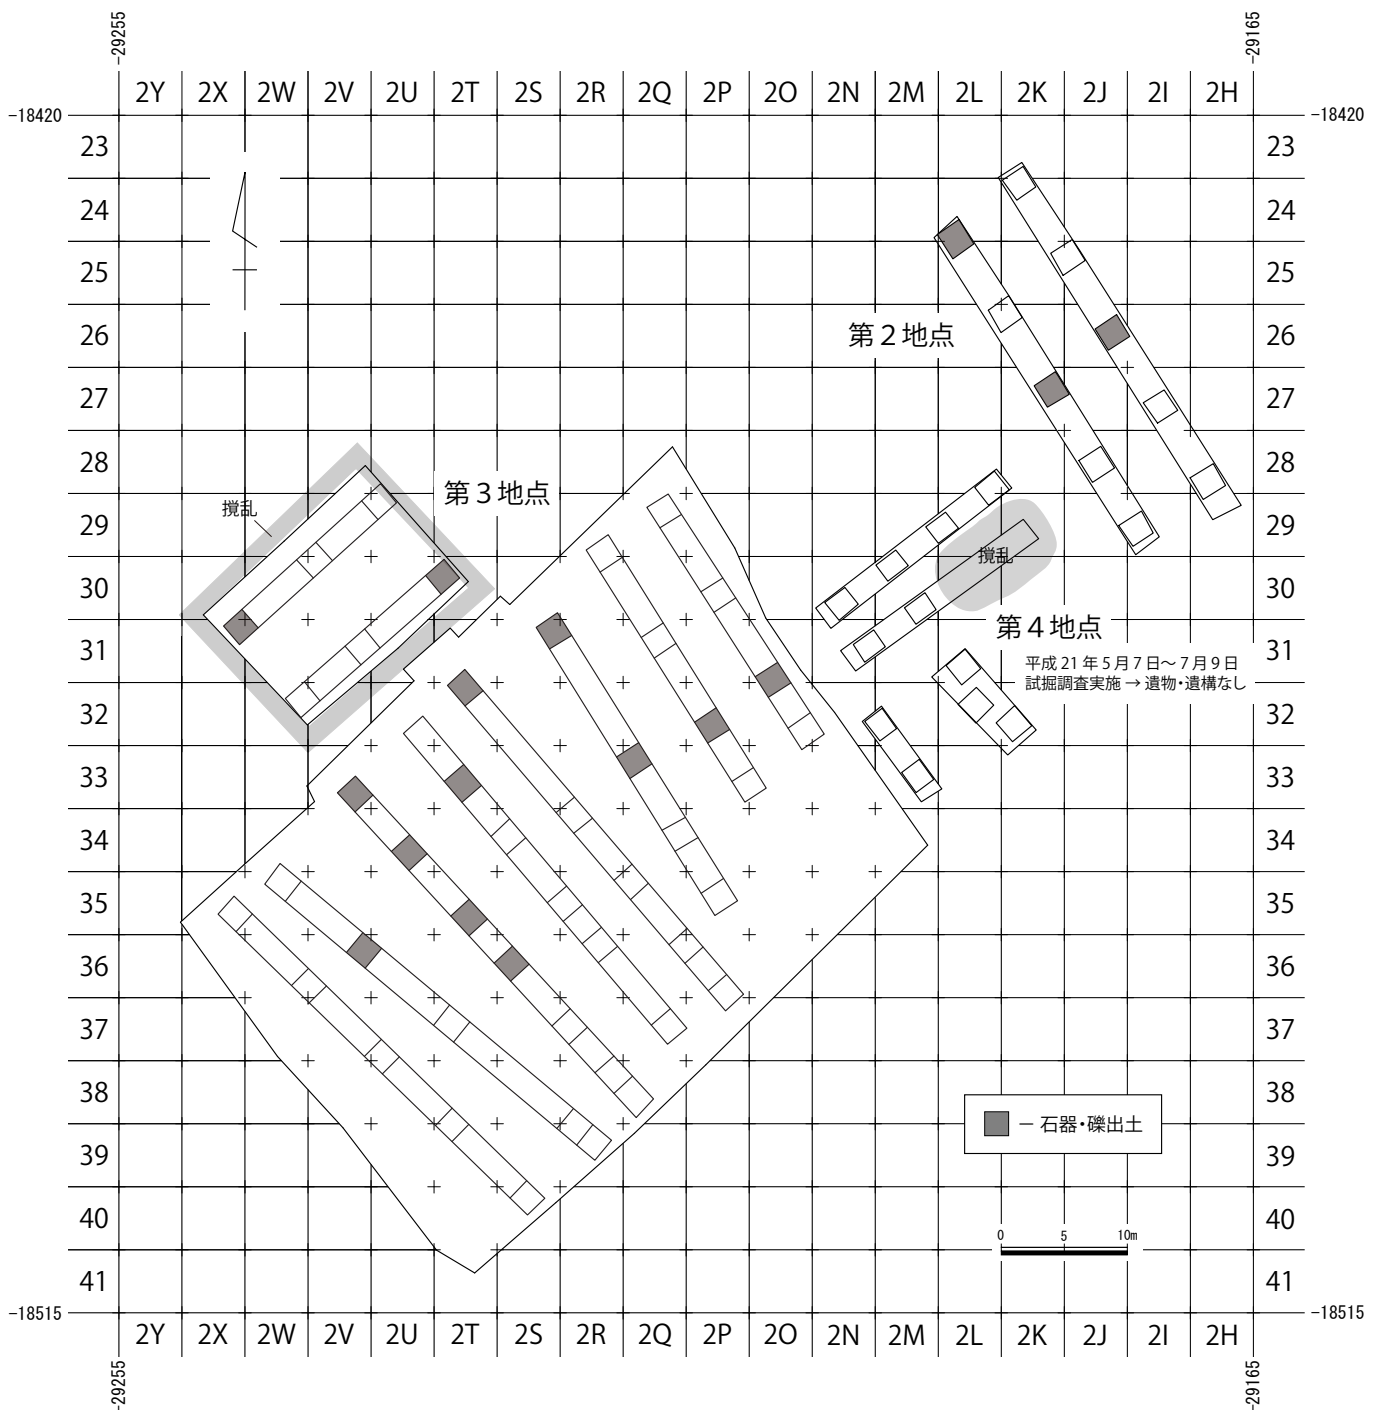 -29255
-29165
2Y 2X 2W 2V 2U 2T 2S 2R 2Q 2P 2O 2N 2M 2L 2K 2J 2I 2H
-18420 -18420
23 23
24 24
25 25
26 第2地点 26
27 27
28 28
第3地点
撹乱
29 29
撹乱
30 30
第4地点
31 31
平成21年5月7日～7月9日
試掘調査実施→遺物・遺構なし
32 32
33 33
34 34
35 35
36 36
37 37
38 38
－石器・礫出土
39 39
40 40
0 5 10m
41 41
-18515 -18515
2Y 2X 2W 2V 2U 2T 2S 2R 2Q 2P 2O 2N 2M 2L 2K 2J 2I 2H
-29255
-29165